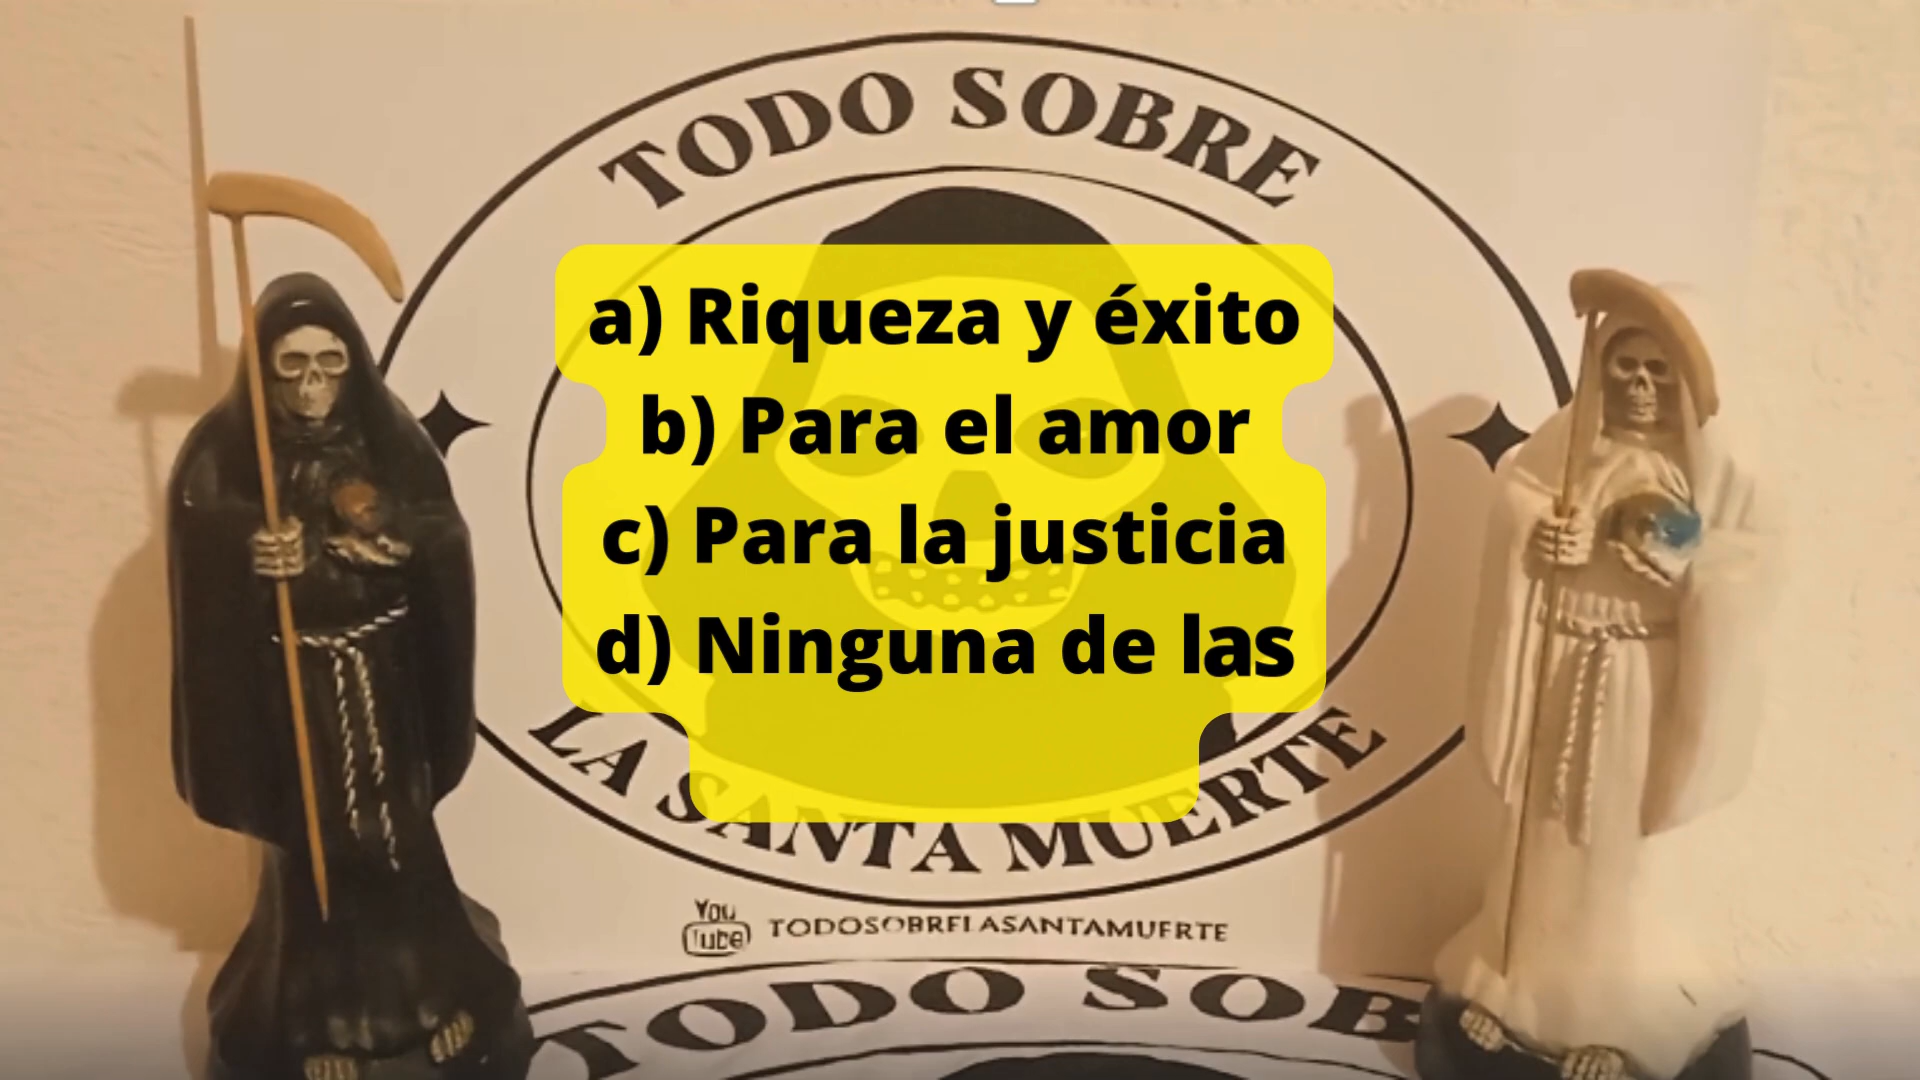 TODO SOBRE
a) Riqueza y éxito
b) Para el amor
c) Para la justicia
d) Ninguna de las
LA SANTA MUERTE
You Tube TODOSOBRELASANTAMUERTE
TODO SOB